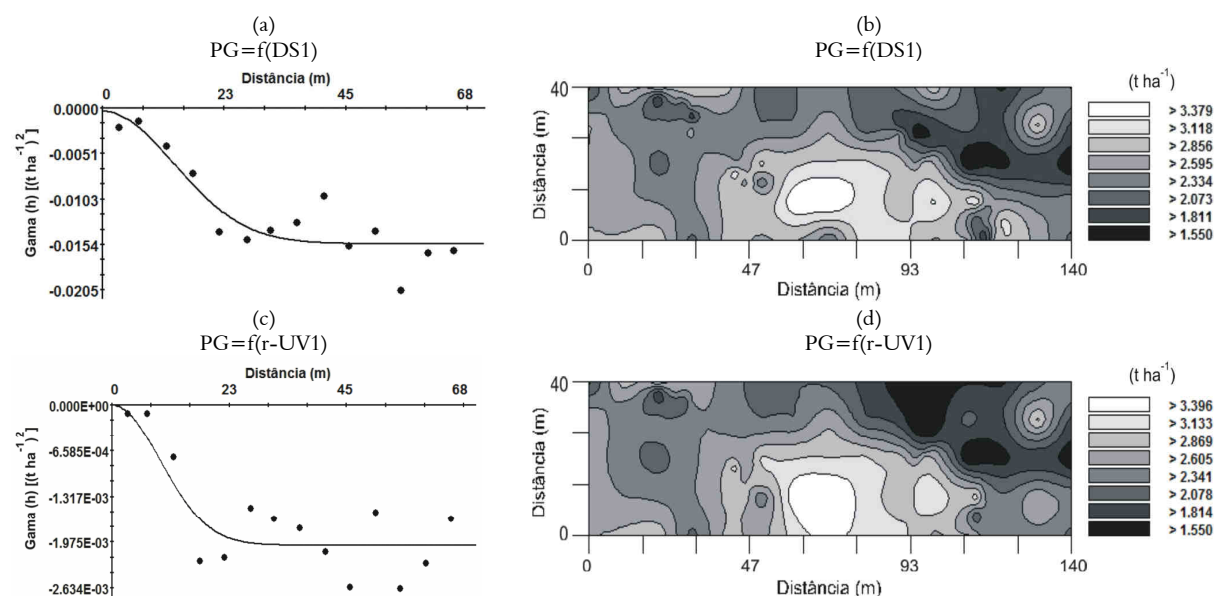 (a)
PG=f(DS1)
Distância (m)
0 23 45 68
0.0000
-0.0051
-0.0103
-0.0154
-0.0205
Gama (h) [(t ha⁻¹)²]
(b)
PG=f(DS1)
40
0
Distância (m)
0 47 93 140
Distância (m)
(t ha⁻¹)
> 3.379
> 3.118
> 2.856
> 2.595
> 2.334
> 2.073
> 1.811
> 1.550
(c)
PG=f(r-UV1)
Distância (m)
0 23 45 68
0.000E+00
-6.585E-04
-1.317E-03
-1.975E-03
-2.634E-03
Gama (h) [(t ha⁻¹)²]
(d)
PG=f(r-UV1)
40
0
Distância (m)
0 47 93 140
Distância (m)
(t ha⁻¹)
> 3.396
> 3.133
> 2.869
> 2.605
> 2.341
> 2.078
> 1.814
> 1.550